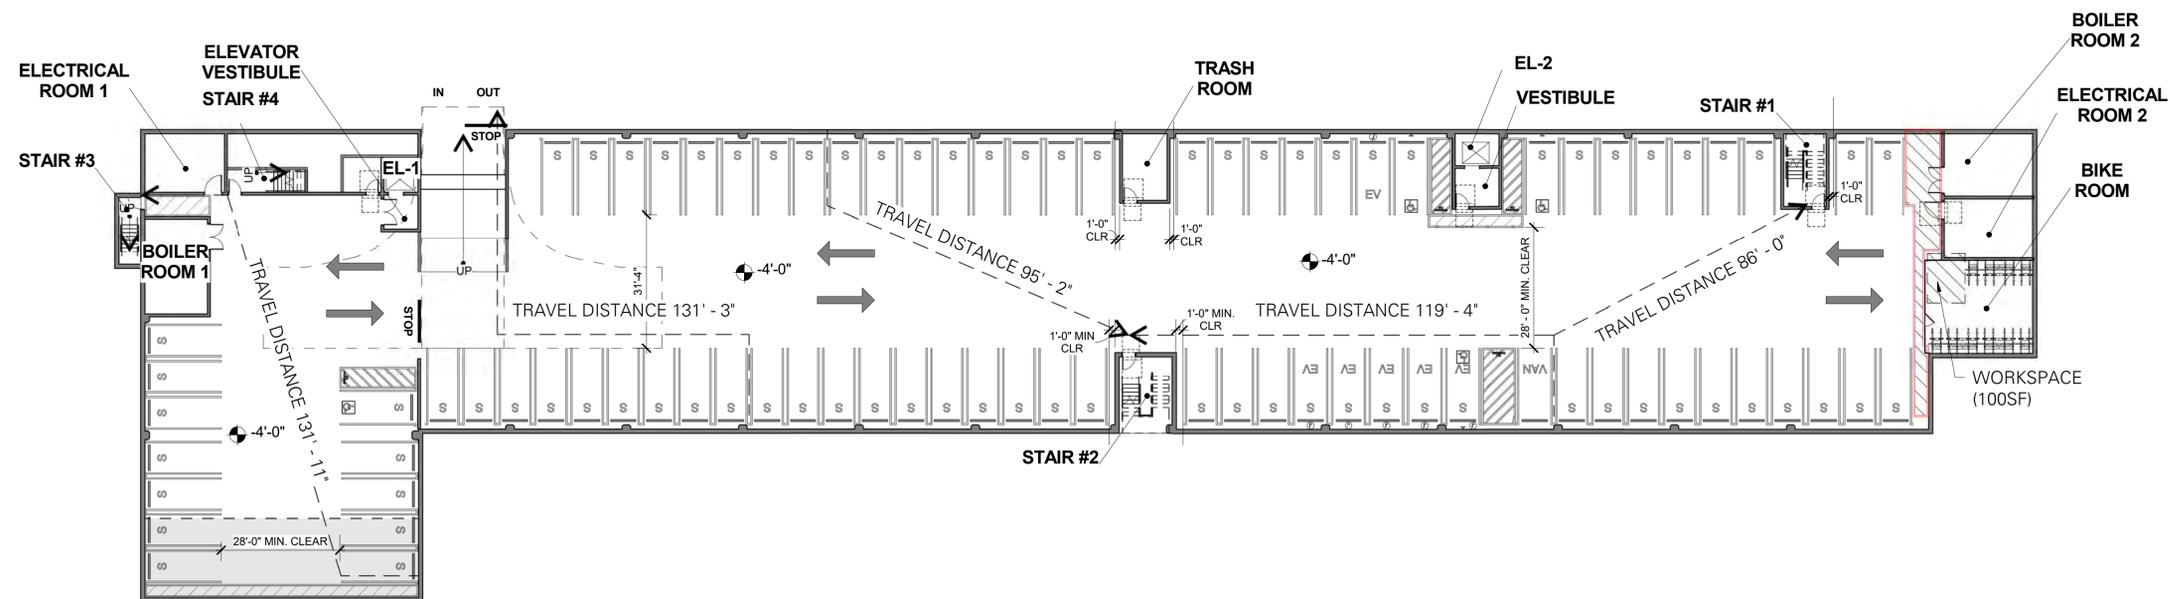 BOILER
ROOM 2
ELEVATOR
VESTIBULE
STAIR #4
ELECTRICAL
ROOM 1
TRASH
ROOM
EL-2
VESTIBULE
STAIR #1
ELECTRICAL
ROOM 2
IN
OUT
STOP
STAIR #3
EL-1
UP
UP
BIKE
ROOM
BOILER
ROOM 1
UP
S S S S S S S S S S S S S S S
S S S S S S S
S S S S S S S
S S
EV
1'-0"
CLR
1'-0"
CLR
1'-0"
CLR
TRAVEL DISTANCE 95' - 2"
TRAVEL DISTANCE 86' - 0"
TRAVEL DISTANCE 131' - 11"
-4'-0"
-4'-0"
31'-4"
28' - 0" MIN. CLEAR
TRAVEL DISTANCE 131' - 3"
TRAVEL DISTANCE 119' - 4"
STOP
1'-0" MIN
CLR
1'-0" MIN.
CLR
EV EV EV EV EV
VAN
WORKSPACE
(100SF)
S S S S S S S S S S S S S S S S S S
S S S S S S S S
S S S S S S S S S S
-4'-0"
STAIR #2
S
S
S
S
S
S
S
S
S
S
S
S
28'-0" MIN. CLEAR